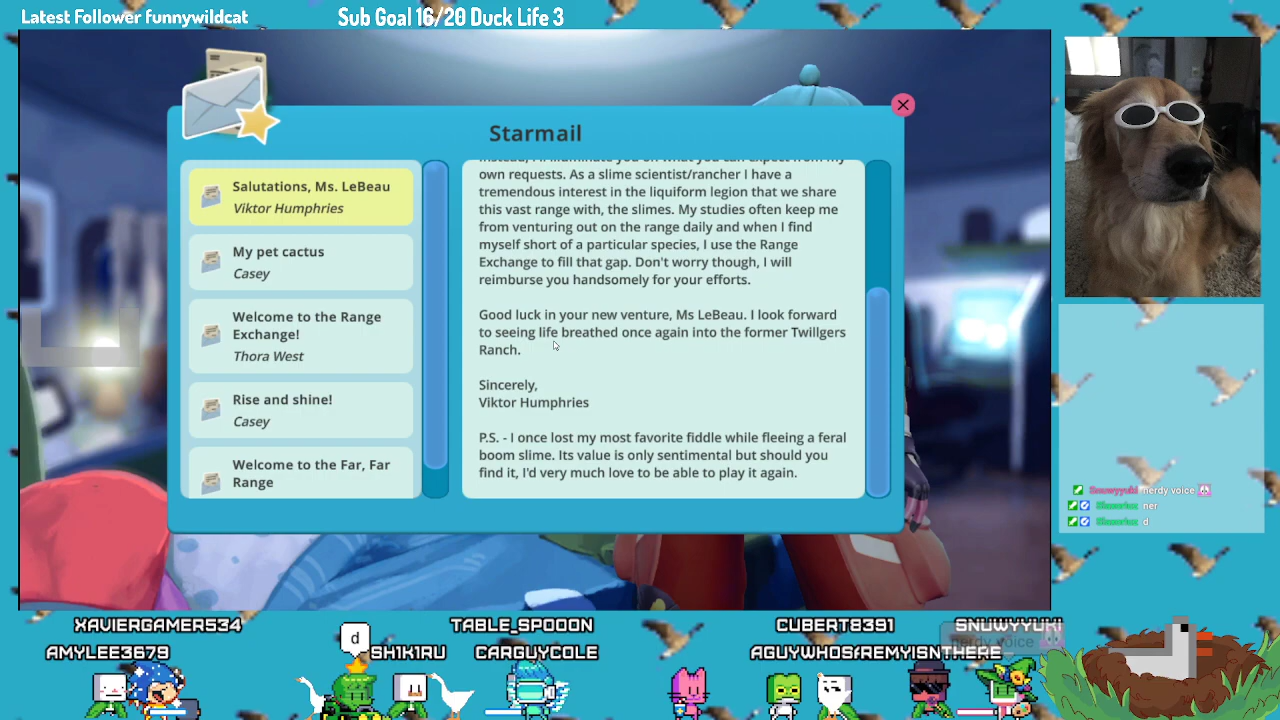 Latest Follower funnywildcat
Sub Goal 16/20 Duck Life 3
Starmail
Salutations, Ms. LeBeau
Viktor Humphries
My pet cactus
Casey
Welcome to the Range
Exchange!
Thora West
Rise and shine!
Casey
Welcome to the Far, Far
Range
own requests. As a slime scientist/rancher I have a
tremendous interest in the liquiform legion that we share
this vast range with, the slimes. My studies often keep me
from venturing out on the range daily and when I find
myself short of a particular species, I use the Range
Exchange to fill that gap. Don't worry though, I will
reimburse you handsomely for your efforts.
Good luck in your new venture, Ms LeBeau. I look forward
to seeing life breathed once again into the former Twillgers
Ranch.
Sincerely,
Viktor Humphries
P.S. - I once lost my most favorite fiddle while fleeing a feral
boom slime. Its value is only sentimental but should you
find it, I'd very much love to be able to play it again.
Snuwyyuki nerdy voice
ner
d
XAVIERGAMER534
TABLE_SPOOON
CUBERT8391
SNUWYYUKI
d
nerdy voice
AMYLEE3679
SH1K1RU
CARGUYCOLE
AGUYWHOSFREMYISNTHERE